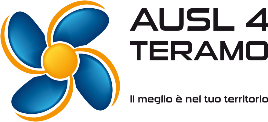 AUSL 4
TERAMO
Il meglio è nel tuo territorio